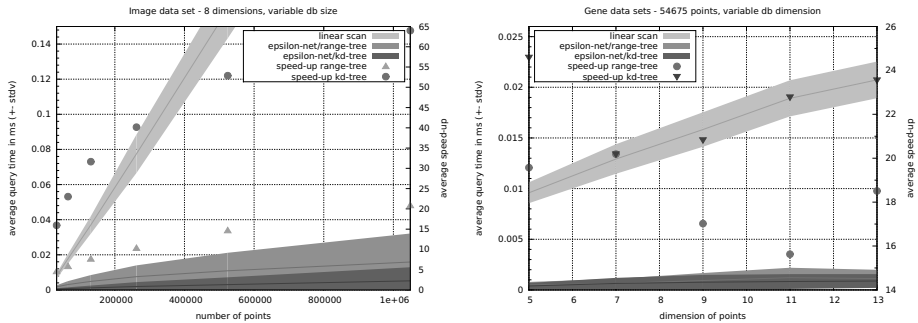 Image data set - 8 dimensions, variable db size
average query time in ms (+- stdv)
0.14
0.12
0.1
0.08
0.06
0.04
0.02
0
linear scan
epsilon-net/range-tree
epsilon-net/kd-tree
speed-up range-tree
speed-up kd-tree
65
60
55
50
45
40
35
30
25
20
15
10
5
0
average speed-up
200000 400000 600000 800000 1e+06
number of points
Gene data sets - 54675 points, variable db dimension
average query time in ms (+- stdv)
0.025
0.02
0.015
0.01
0.005
0
linear scan
epsilon-net/range-tree
epsilon-net/kd-tree
speed-up range-tree
speed-up kd-tree
26
24
22
20
18
16
14
average speed-up
5 7 9 11 13
dimension of points